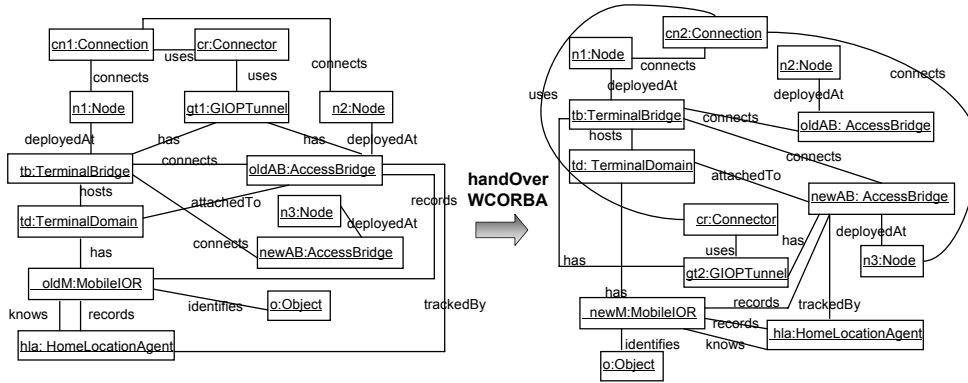 cn1:Connection
cr:Connector
uses
connects
uses
connects
n1:Node
gt1:GIOPTunnel
n2:Node
deployedAt
has
has
deployedAt
connects
tb:TerminalBridge
oldAB:AccessBridge
hosts
attachedTo
records
n3:Node
td:TerminalDomain
deployedAt
has
connects
newAB:AccessBridge
oldM:MobileIOR
trackedBy
identifies
o:Object
knows
records
hla: HomeLocationAgent
handOver
WCORBA
cn2:Connection
n1:Node
n2:Node
connects
connects
uses
deployedAt
deployedAt
tb:TerminalBridge
connects
oldAB: AccessBridge
hosts
connects
td: TerminalDomain
attachedTo
newAB: AccessBridge
cr:Connector
deployedAt
uses
has
n3:Node
has
gt2:GIOPTunnel
has
records
trackedBy
newM:MobileIOR
records
hla:HomeLocationAgent
identifies
knows
o:Object